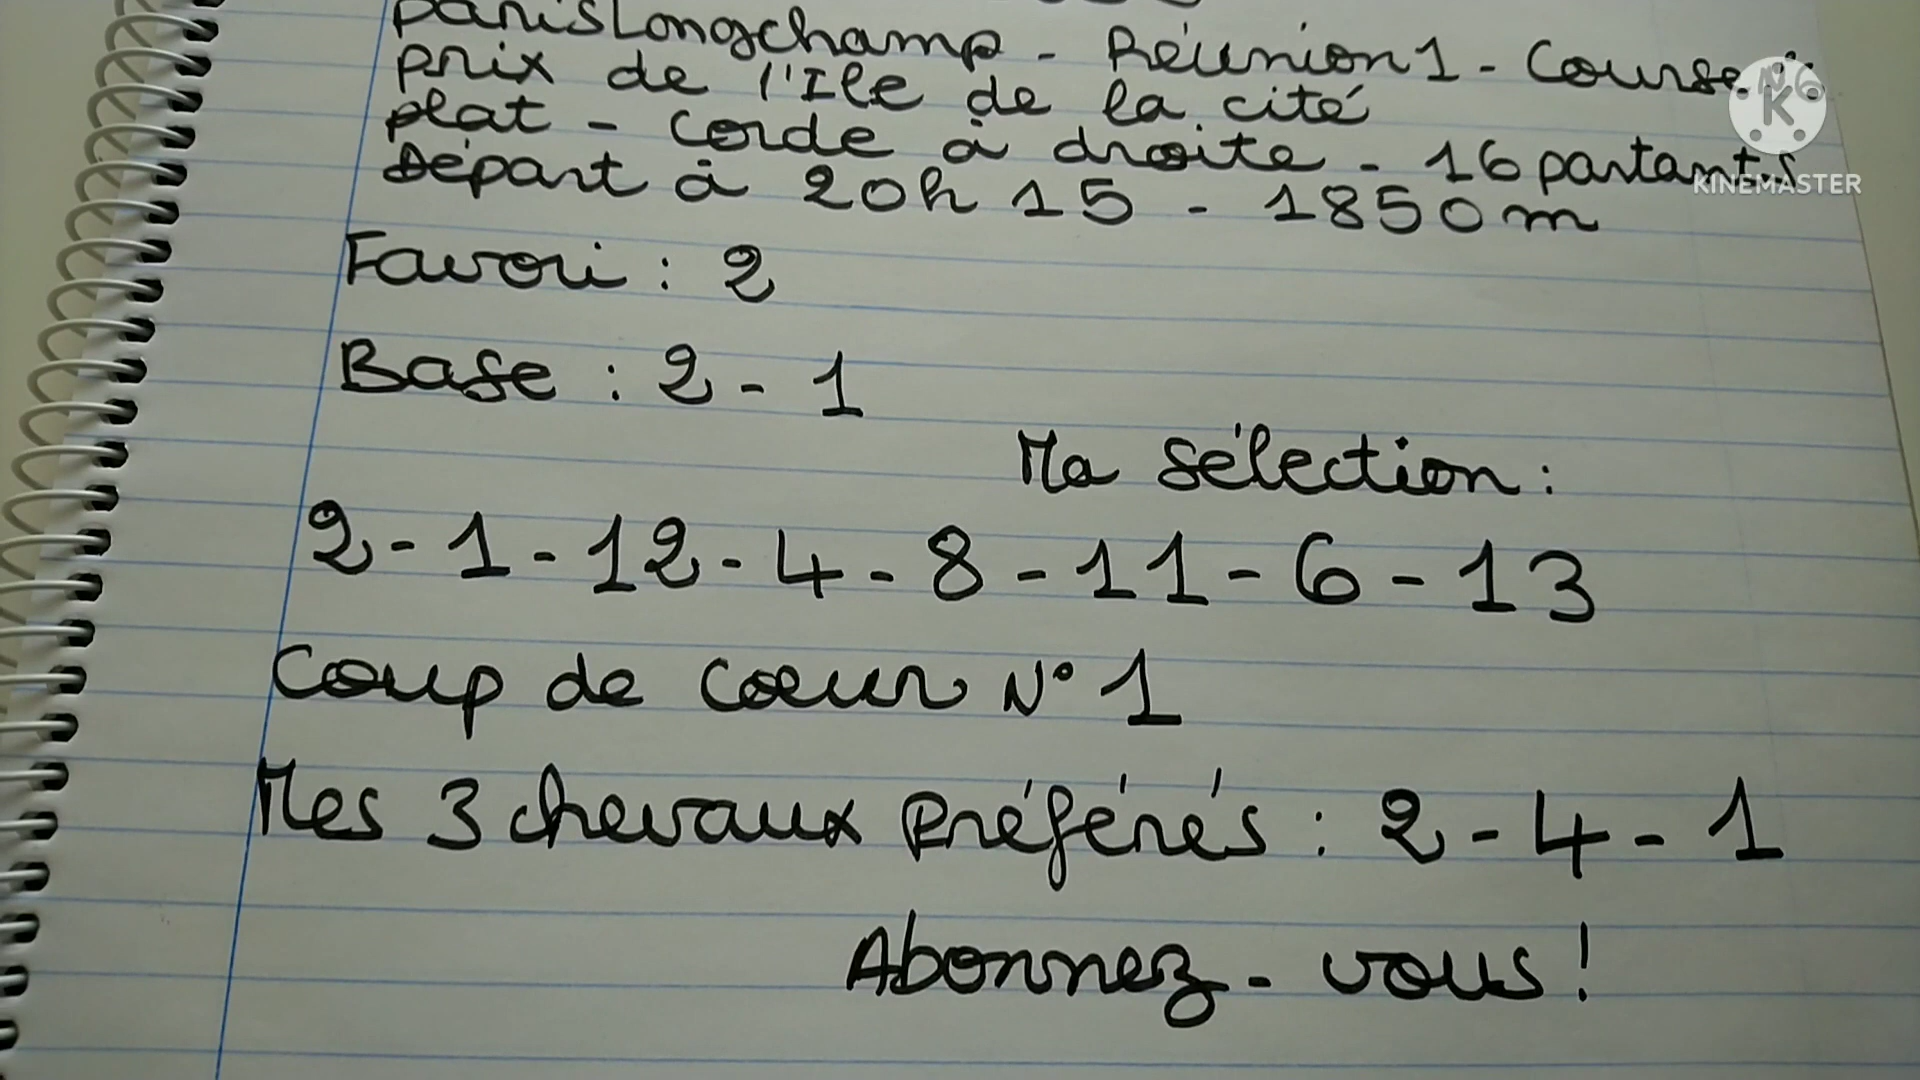 ParisLongchamp - Réunion 1 - Course
prix de l'Ile de la cité
plat - corde à droite - 16 partants
Départ à 20h15 - 1850m
Favori : 2
Base : 2 - 1
Ma sélection :
2 - 1 - 12 - 4 - 8 - 11 - 6 - 13
Coup de cœur N° 1
Mes 3 chevaux préférés : 2 - 4 - 1
Abonnez-vous !
K
KINEMASTER